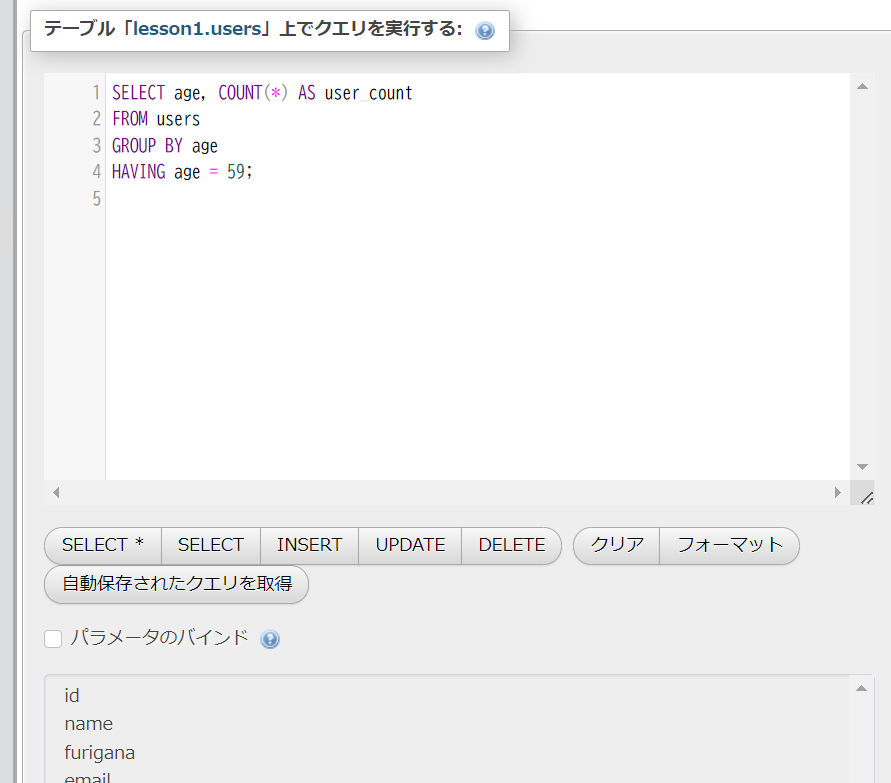 テーブル「lesson1.users」上でクエリを実行する:
1 SELECT age, COUNT(*) AS user_count
2 FROM users
3 GROUP BY age
4 HAVING age = 59;
5
SELECT * SELECT INSERT UPDATE DELETE クリア フォーマット
自動保存されたクエリを取得
パラメータのバインド
id
name
furigana
email